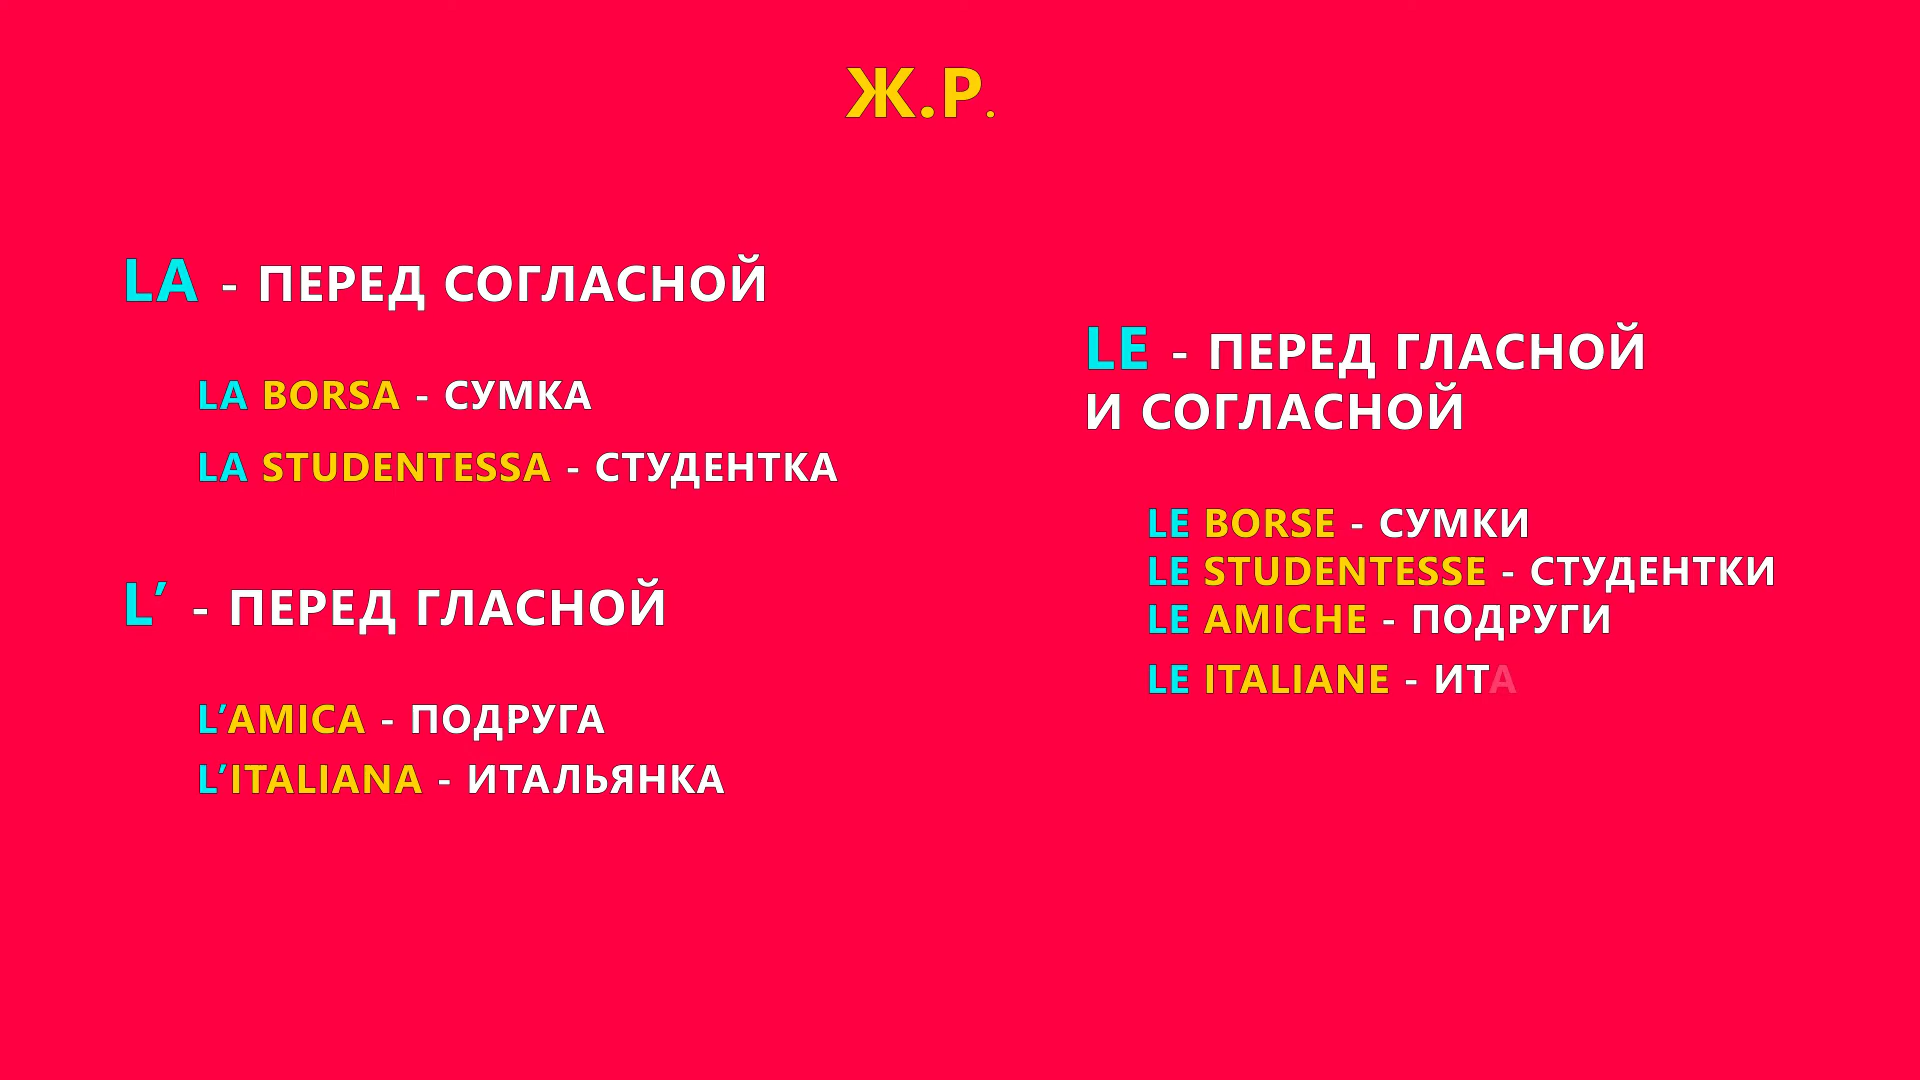 Ж.Р.
LA - ПЕРЕД СОГЛАСНОЙ
LA BORSA - СУМКА
LA STUDENTESSA - СТУДЕНТКА
L’ - ПЕРЕД ГЛАСНОЙ
L’AMICA - ПОДРУГА
L’ITALIANA - ИТАЛЬЯНКА
LE - ПЕРЕД ГЛАСНОЙ
И СОГЛАСНОЙ
LE BORSE - СУМКИ
LE STUDENTESSE - СТУДЕНТКИ
LE AMICHE - ПОДРУГИ
LE ITALIANE - ИТА